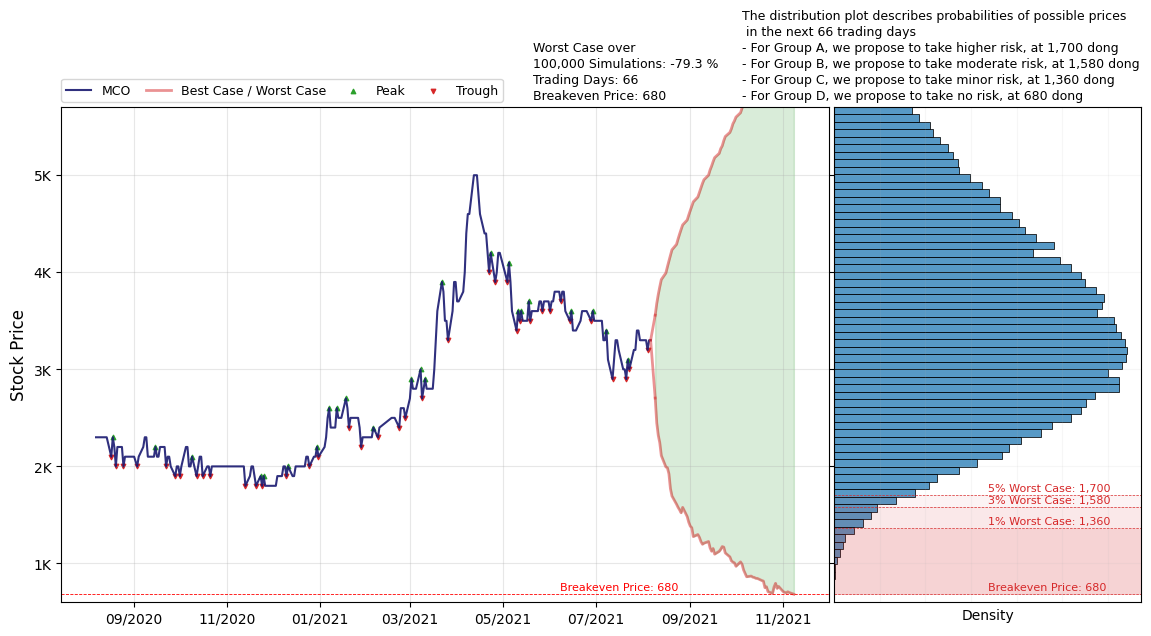 The distribution plot describes probabilities of possible prices
in the next 66 trading days
- For Group A, we propose to take higher risk, at 1,700 dong
- For Group B, we propose to take moderate risk, at 1,580 dong
- For Group C, we propose to take minor risk, at 1,360 dong
- For Group D, we propose to take no risk, at 680 dong
Worst Case over
100,000 Simulations: -79.3 %
Trading Days: 66
Breakeven Price: 680
MCO
Best Case / Worst Case
Peak
Trough
Stock Price
5K
4K
3K
2K
1K
Breakeven Price: 680
09/2020
11/2020
01/2021
03/2021
05/2021
07/2021
09/2021
11/2021
5% Worst Case: 1,700
3% Worst Case: 1,580
1% Worst Case: 1,360
Breakeven Price: 680
Density